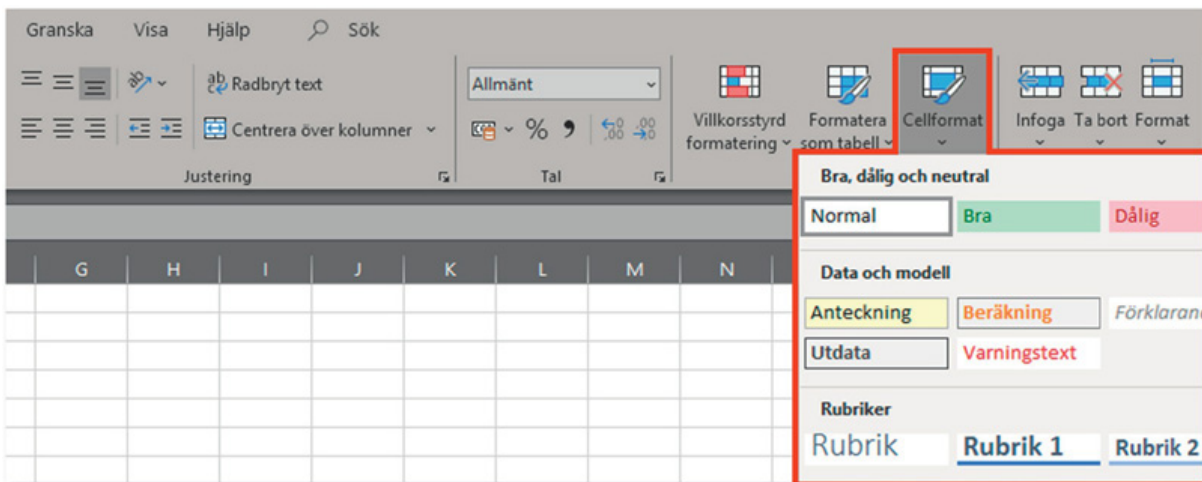 Granska Visa Hjälp Sök
ab Radbryt text Allmänt
Centrera över kolumner % Villkorsstyrd formatering Formatera som tabell Cellformat Infoga Ta bort Format
Justering Tal
Bra, dålig och neutral
Normal Bra Dålig
G H I J K L M N
Data och modell
Anteckning Beräkning Förklarand
Utdata Varningstext
Rubriker
Rubrik Rubrik 1 Rubrik 2